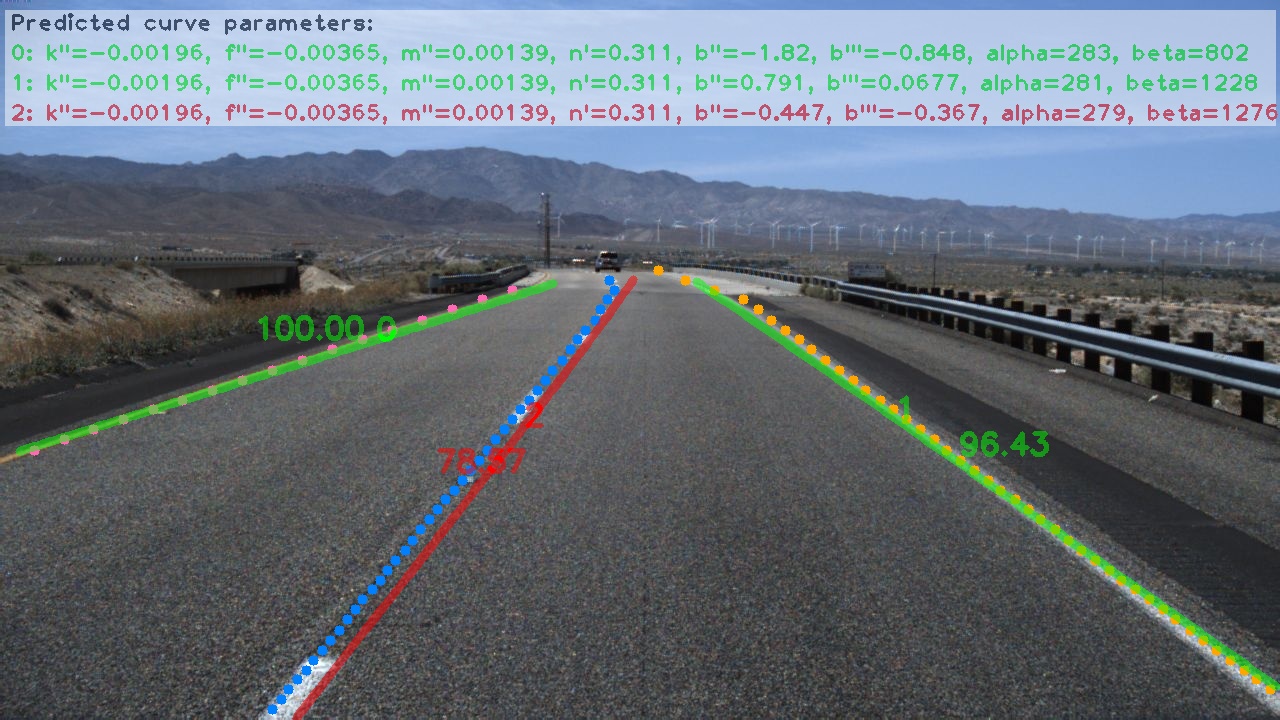 Predicted curve parameters:
0: k''=-0.00196, f''=-0.00365, m''=0.00139, n'=0.311, b''=-1.82, b'''=-0.848, alpha=283, beta=802
1: k''=-0.00196, f''=-0.00365, m''=0.00139, n'=0.311, b''=0.791, b'''=0.0677, alpha=281, beta=1228
2: k''=-0.00196, f''=-0.00365, m''=0.00139, n'=0.311, b''=-0.447, b'''=-0.367, alpha=279, beta=1276
100.00 0
1
2
96.43